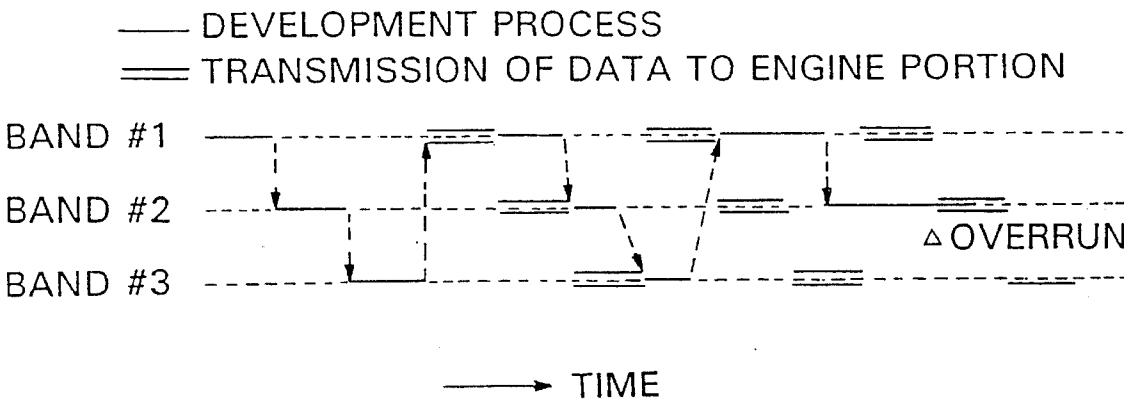 DEVELOPMENT PROCESS
TRANSMISSION OF DATA TO ENGINE PORTION
BAND #1
BAND #2
△ OVERRUN
BAND #3
TIME